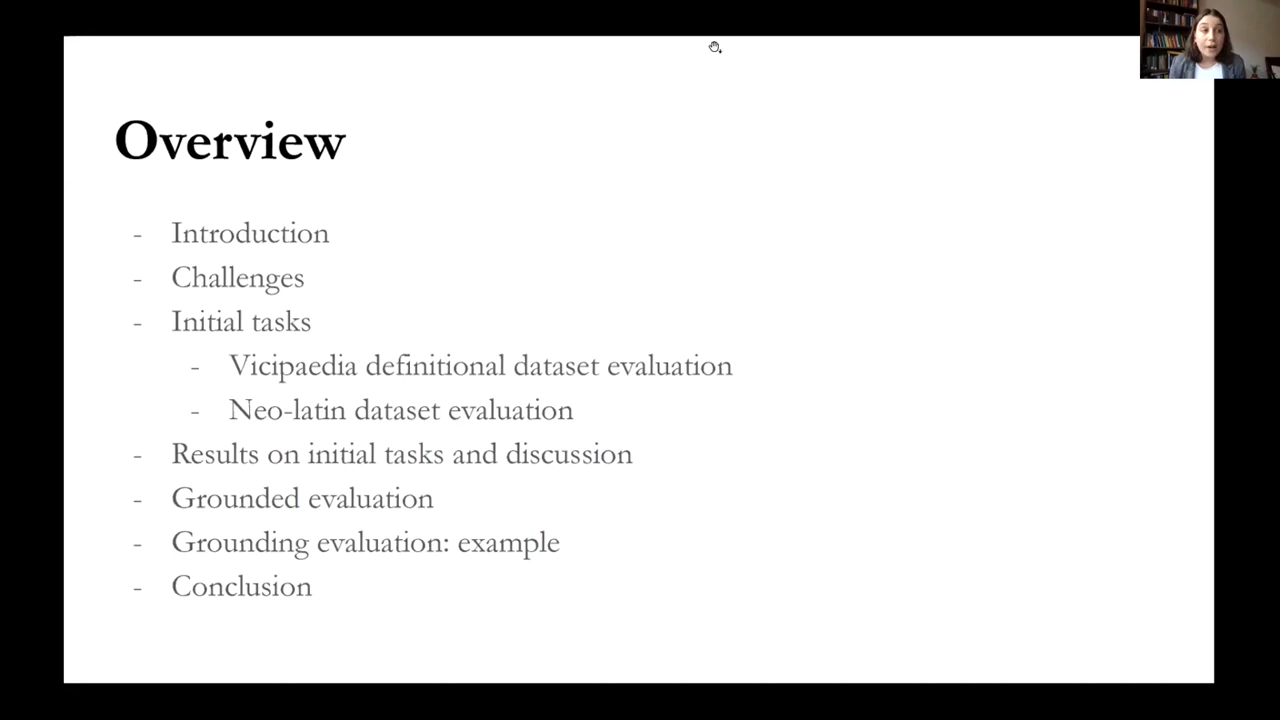 Overview
- Introduction
- Challenges
- Initial tasks
- Vicipaedia definitional dataset evaluation
- Neo-latin dataset evaluation
- Results on initial tasks and discussion
- Grounded evaluation
- Grounding evaluation: example
- Conclusion